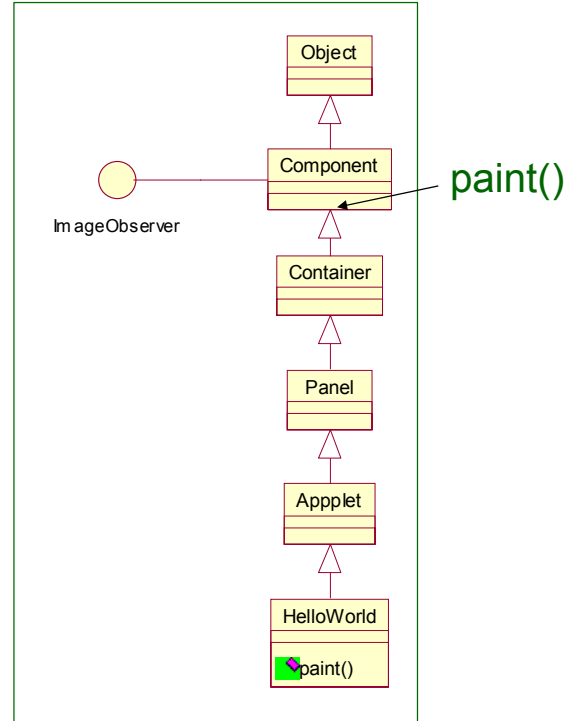 Object
Component
paint()
ImageObserver
Container
Panel
Appplet
HelloWorld
paint()